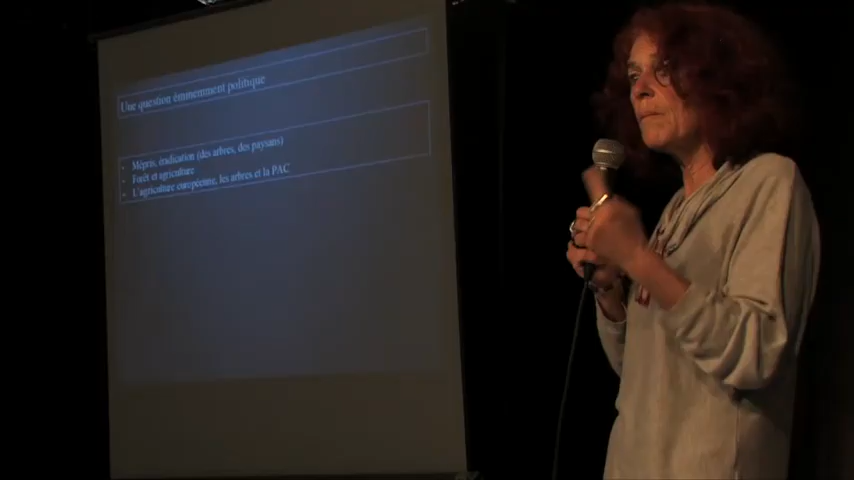 Une question éminemment politique
- Mépris, éradication (des arbres, des paysans)
- Forêt et agriculture
- L'agriculture européenne, les arbres et la PAC